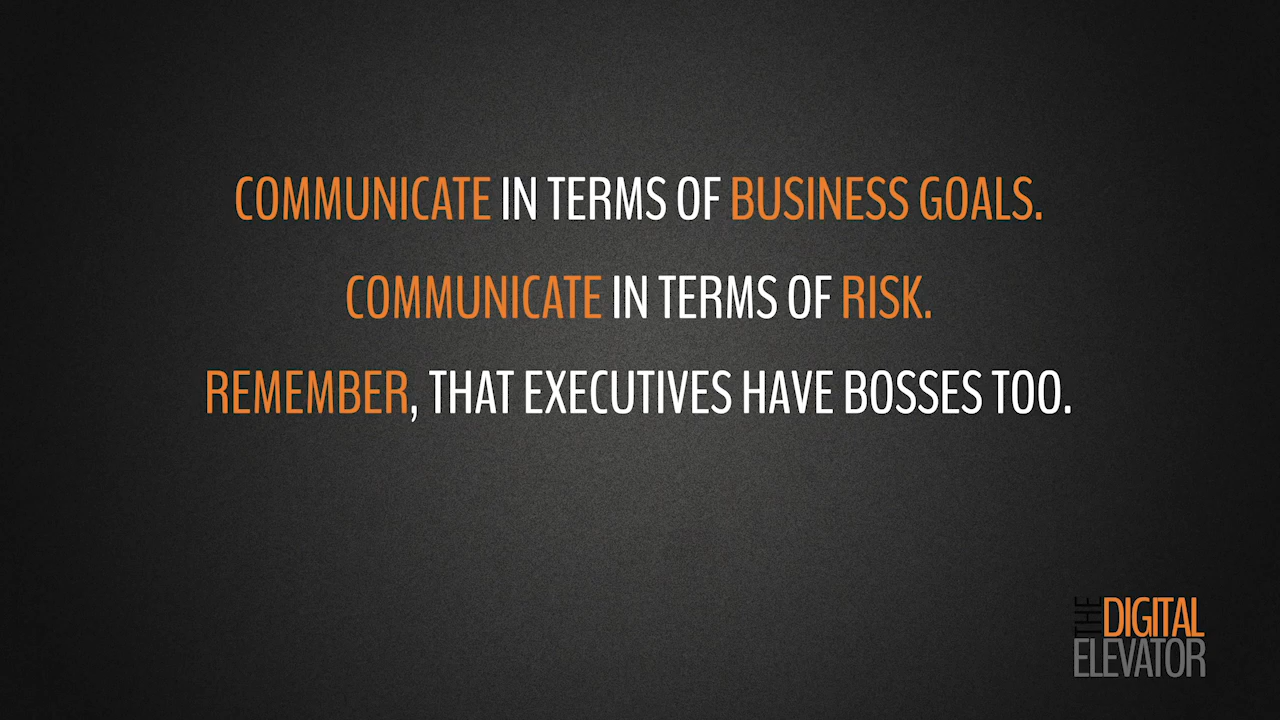 COMMUNICATE IN TERMS OF BUSINESS GOALS.
COMMUNICATE IN TERMS OF RISK.
REMEMBER, THAT EXECUTIVES HAVE BOSSES TOO.
THE DIGITAL
ELEVATOR